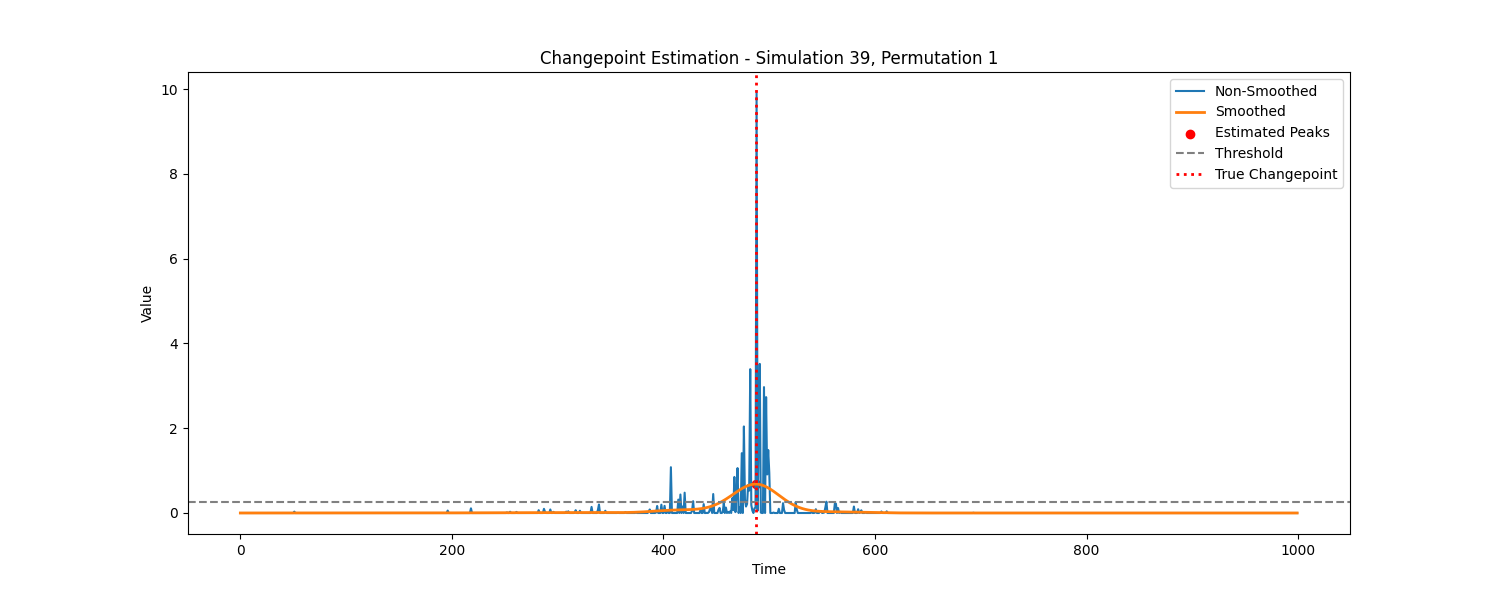 Changepoint Estimation - Simulation 39, Permutation 1
Non-Smoothed
Smoothed
Estimated Peaks
Threshold
True Changepoint
10
8
6
4
2
0
Value
0 200 400 600 800 1000
Time